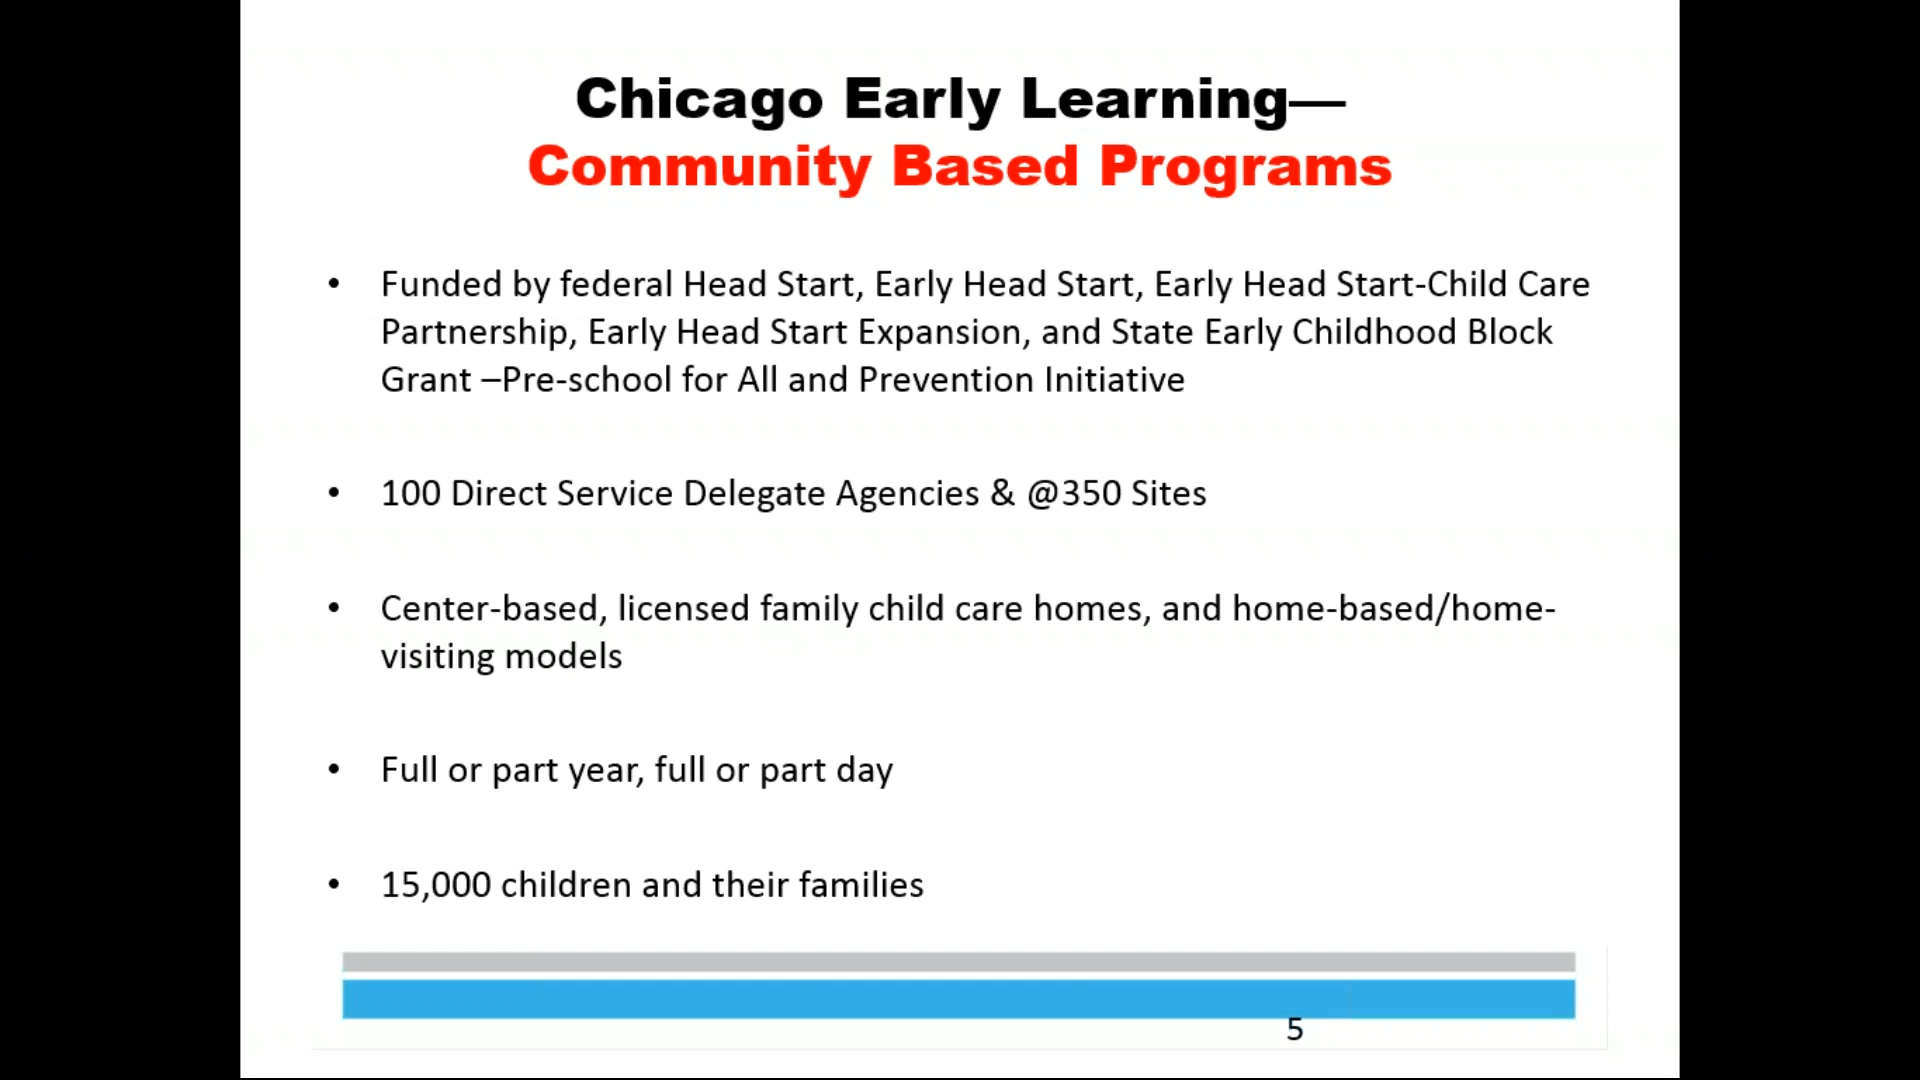 Chicago Early Learning—
Community Based Programs
• Funded by federal Head Start, Early Head Start, Early Head Start-Child Care
Partnership, Early Head Start Expansion, and State Early Childhood Block
Grant –Pre-school for All and Prevention Initiative
• 100 Direct Service Delegate Agencies & @350 Sites
• Center-based, licensed family child care homes, and home-based/home-
visiting models
• Full or part year, full or part day
• 15,000 children and their families
5